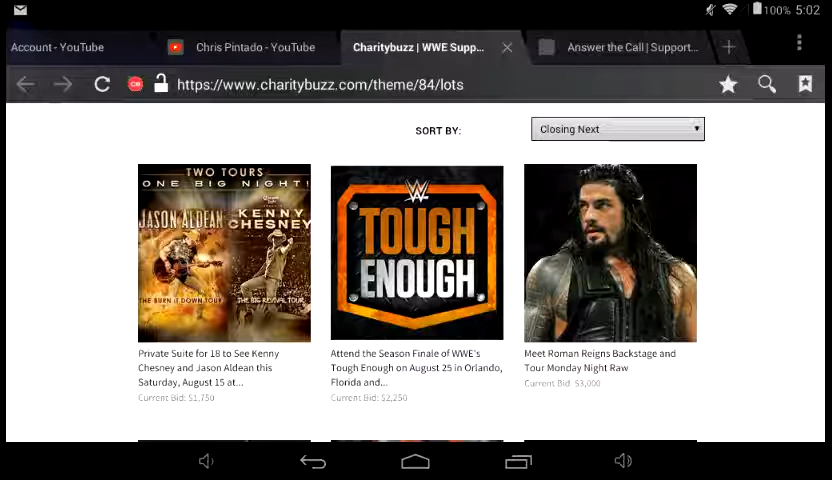 100% 5:02
Account - YouTube
Chris Pintado - YouTube
Charitybuzz | WWE Supp...
Answer the Call | Support...
https://www.charitybuzz.com/theme/84/lots
SORT BY:
Closing Next
TWO TOURS
ONE BIG NIGHT!
JASON ALDEAN
KENNY
CHESNEY
THE BURN IT DOWN TOUR
THE BIG REVIVAL TOUR
W
TOUGH
ENOUGH
Private Suite for 18 to See Kenny
Chesney and Jason Aldean this
Saturday, August 15 at...
Current Bid: $1,750
Attend the Season Finale of WWE's
Tough Enough on August 25 in Orlando,
Florida and...
Current Bid: $2,250
Meet Roman Reigns Backstage and
Tour Monday Night Raw
Current Bid: $3,000